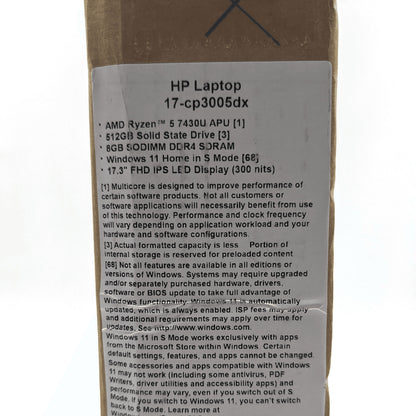 HP Laptop
17-cp3005dx
· AMD Ryzen™ 5 7430U APU [1]
· 512GB Solid State Drive [3]
· 8GB SODIMM DDR4 SDRAM
· Windows 11 Home in S Mode [68]
· 17.3" FHD IPS LED Display (300 nits)
[1] Multicore is designed to improve performance of
certain software products. Not all customers or
software applications will necessarily benefit from use
of this technology. Performance and clock frequency
will vary depending on application workload and your
hardware and software configurations.
[3] Actual formatted capacity is less Portion of
internal storage is reserved for preloaded content
[68] Not all features are available in all editions or
versions of Windows. Systems may require upgraded
and/or separately purchased hardware, drivers,
software or BIOS update to take full advantage of
Windows functionality. Windows 11 is automatically
updated, which is always enabled. ISP fees may apply
and additional requirements may apply over time for
updates. See http://www.windows.com.
Windows 11 in S Mode works exclusively with apps
from the Microsoft Store within Windows. Certain
default settings, features, and apps cannot be changed.
Some accessories and apps compatible with Windows
11 may not work (including some antivirus, PDF
Writers, driver utilities and accessibility apps) and
performance may vary, even if you switch out of S
Mode. If you switch to Windows 11, you can't switch
back to S Mode. Learn more at